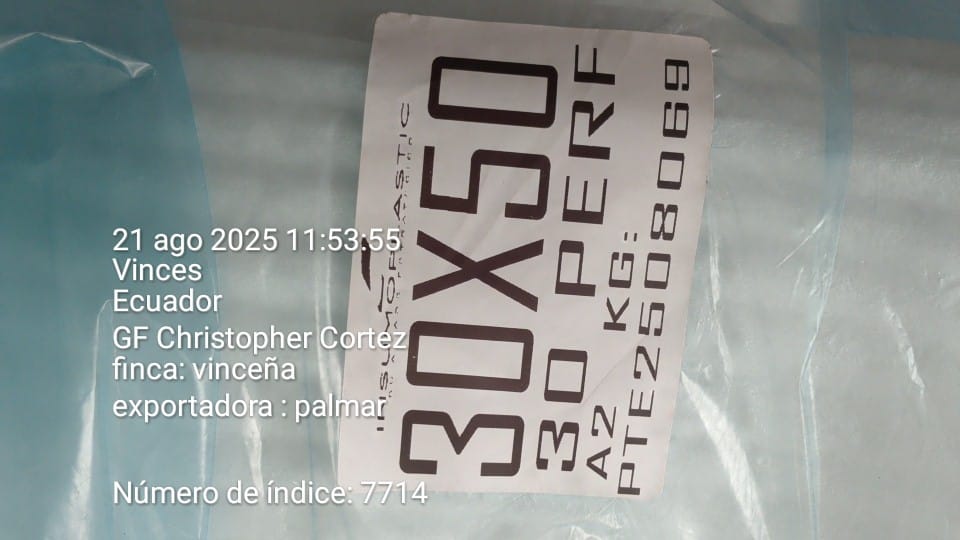 21 ago 2025 11:53:55
Vinces
Ecuador
GF Christopher Cortez
finca: vinceña
exportadora : palmar
Número de índice: 7714
30X50
30 PERF
A2 KG:
PTE2508069